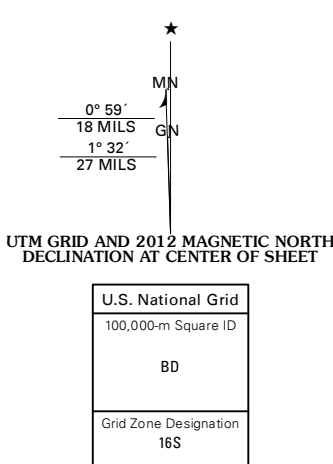 ★
MN
0° 59´
18 MILS
GN
1° 32´
27 MILS
UTM GRID AND 2012 MAGNETIC NORTH
DECLINATION AT CENTER OF SHEET
U.S. National Grid
100,000-m Square ID
BD
Grid Zone Designation
16S